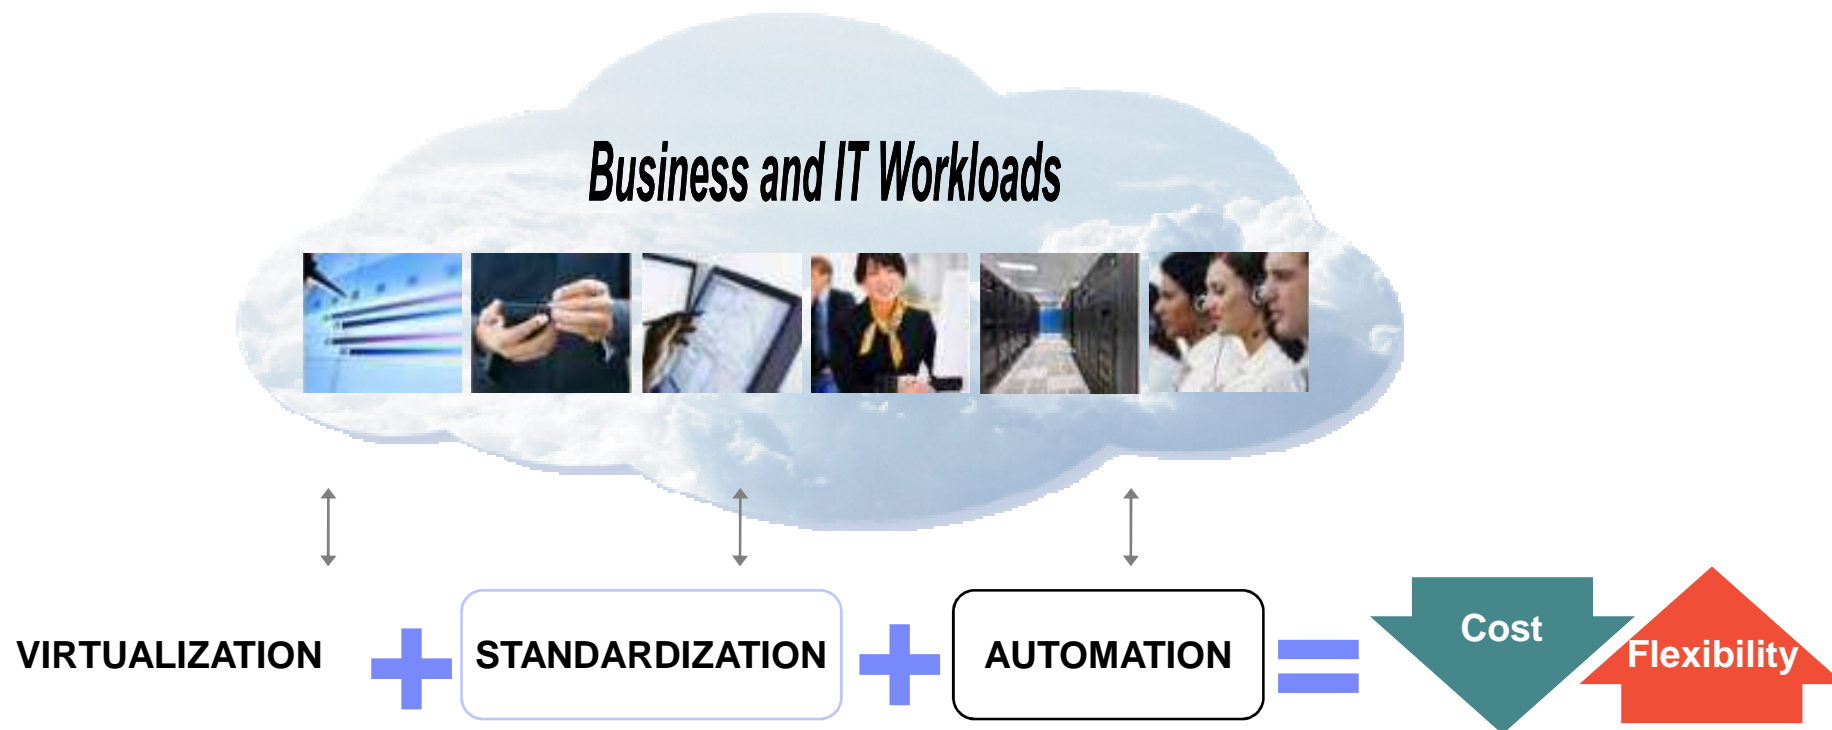 Business and IT Workloads
VIRTUALIZATION + STANDARDIZATION + AUTOMATION = Cost Flexibility